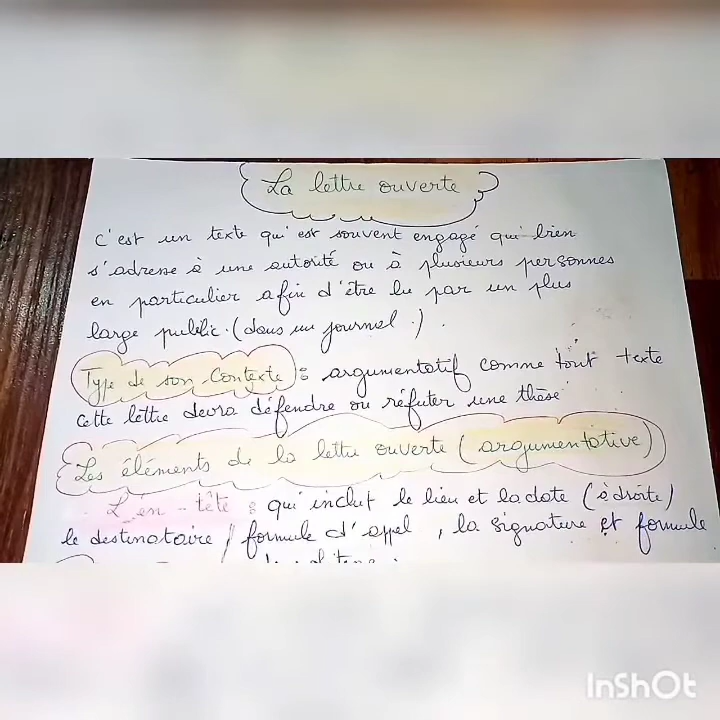 La lettre ouverte
c'est un texte qui est souvent engagé qui bien
s'adresse à une autorité ou à plusieurs personnes
en particulier afin d'être lu par un plus
large public. (dans un journal.).
Type de son contexte : argumentatif comme tout texte
cette lettre devra défendre ou réfuter une thèse
Les éléments de la lettre ouverte (argumentative)
L'en-tête : qui inclut le lieu et la date (à droite)
le destinataire / formule d'appel, la signature et formule
InShOt